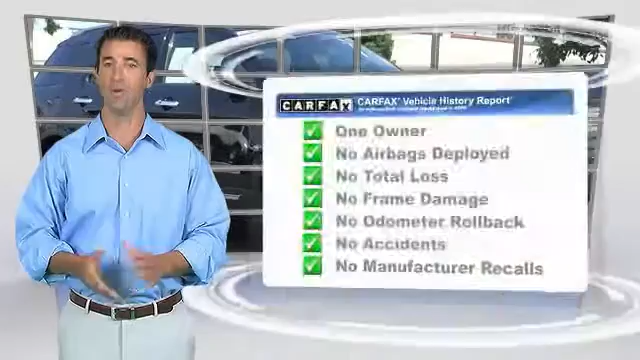 CARFAX CARFAX Vehicle History Report
One Owner
No Airbags Deployed
No Total Loss
No Frame Damage
No Odometer Rollback
No Accidents
No Manufacturer Recalls